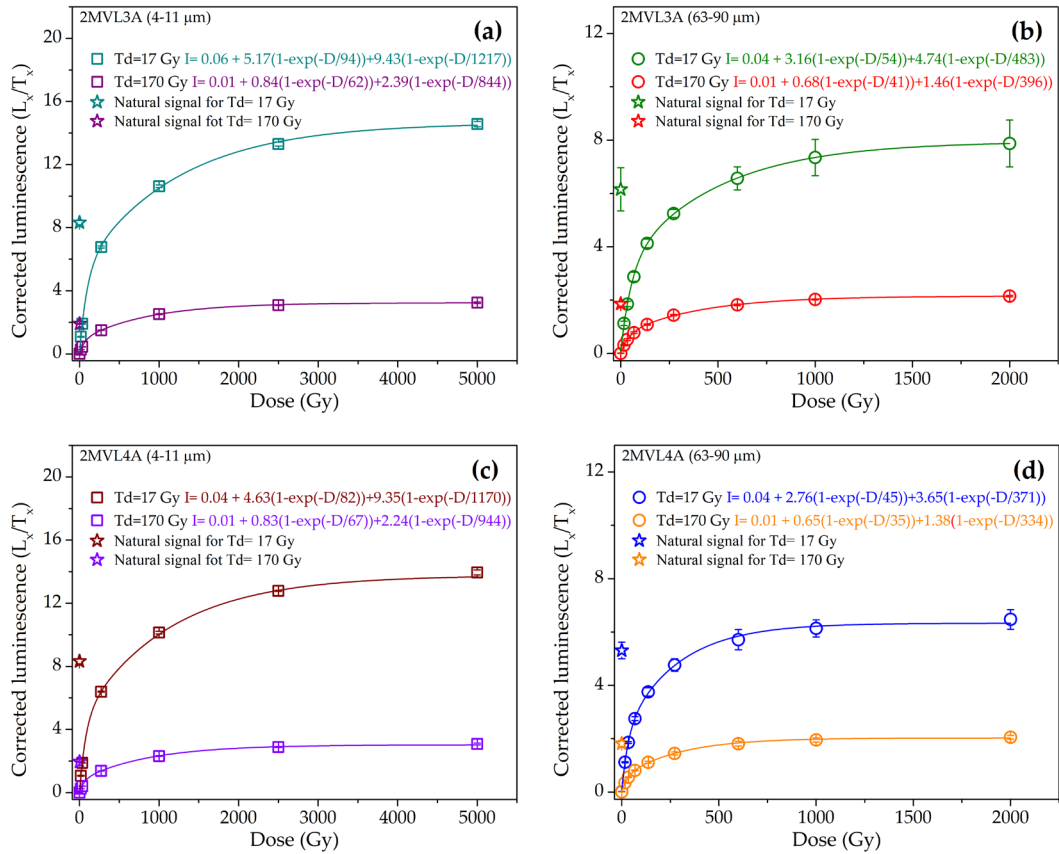 2MVL3A (4-11 μm)
(a)
Td=17 Gy I= 0.06 + 5.17(1-exp(-D/94))+9.43(1-exp(-D/1217))
Td=170 Gy I= 0.01 + 0.84(1-exp(-D/62))+2.39(1-exp(-D/844))
Natural signal for Td= 17 Gy
Natural signal fot Td= 170 Gy
Corrected luminescence (Lx/Tx)
20
16
12
8
4
0
0 1000 2000 3000 4000 5000
Dose (Gy)
2MVL3A (63-90 μm)
(b)
Td=17 Gy I= 0.04 + 3.16(1-exp(-D/54))+4.74(1-exp(-D/483))
Td=170 Gy I= 0.01 + 0.68(1-exp(-D/41))+1.46(1-exp(-D/396))
Natural signal for Td= 17 Gy
Natural signal for Td= 170 Gy
Corrected luminescence (Lx/Tx)
12
8
4
0
0 500 1000 1500 2000
Dose (Gy)
2MVL4A (4-11 μm)
(c)
Td=17 Gy I= 0.04 + 4.63(1-exp(-D/82))+9.35(1-exp(-D/1170))
Td=170 Gy I= 0.01 + 0.83(1-exp(-D/67))+2.24(1-exp(-D/944))
Natural signal for Td= 17 Gy
Natural signal fot Td= 170 Gy
Corrected luminescence (Lx/Tx)
20
16
12
8
4
0
0 1000 2000 3000 4000 5000
Dose (Gy)
2MVL4A (63-90 μm)
(d)
Td=17 Gy I= 0.04 + 2.76(1-exp(-D/45))+3.65(1-exp(-D/371))
Td=170 Gy I= 0.01 + 0.65(1-exp(-D/35))+1.38(1-exp(-D/334))
Natural signal for Td= 17 Gy
Natural signal for Td= 170 Gy
Corrected luminescence (Lx/Tx)
12
8
4
0
0 500 1000 1500 2000
Dose (Gy)